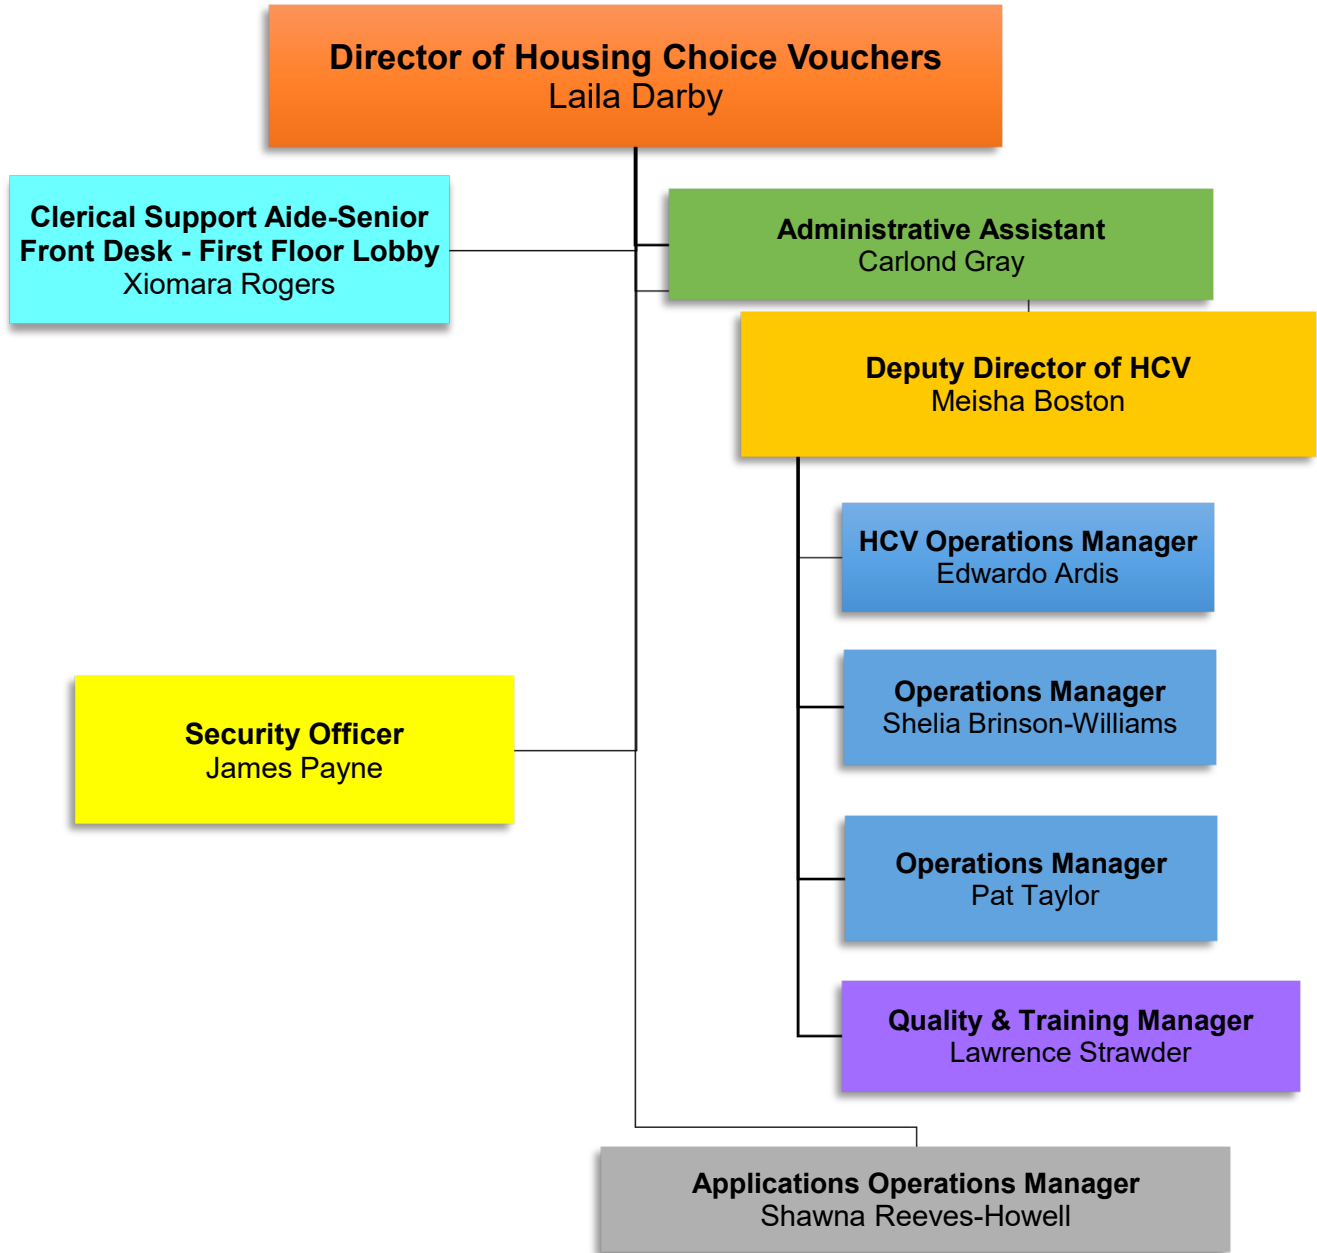 Director of Housing Choice Vouchers
Laila Darby
Clerical Support Aide-Senior
Front Desk - First Floor Lobby
Xiomara Rogers
Administrative Assistant
Carlond Gray
Deputy Director of HCV
Meisha Boston
HCV Operations Manager
Edwardo Ardis
Operations Manager
Shelia Brinson-Williams
Security Officer
James Payne
Operations Manager
Pat Taylor
Quality & Training Manager
Lawrence Strawder
Applications Operations Manager
Shawna Reeves-Howell